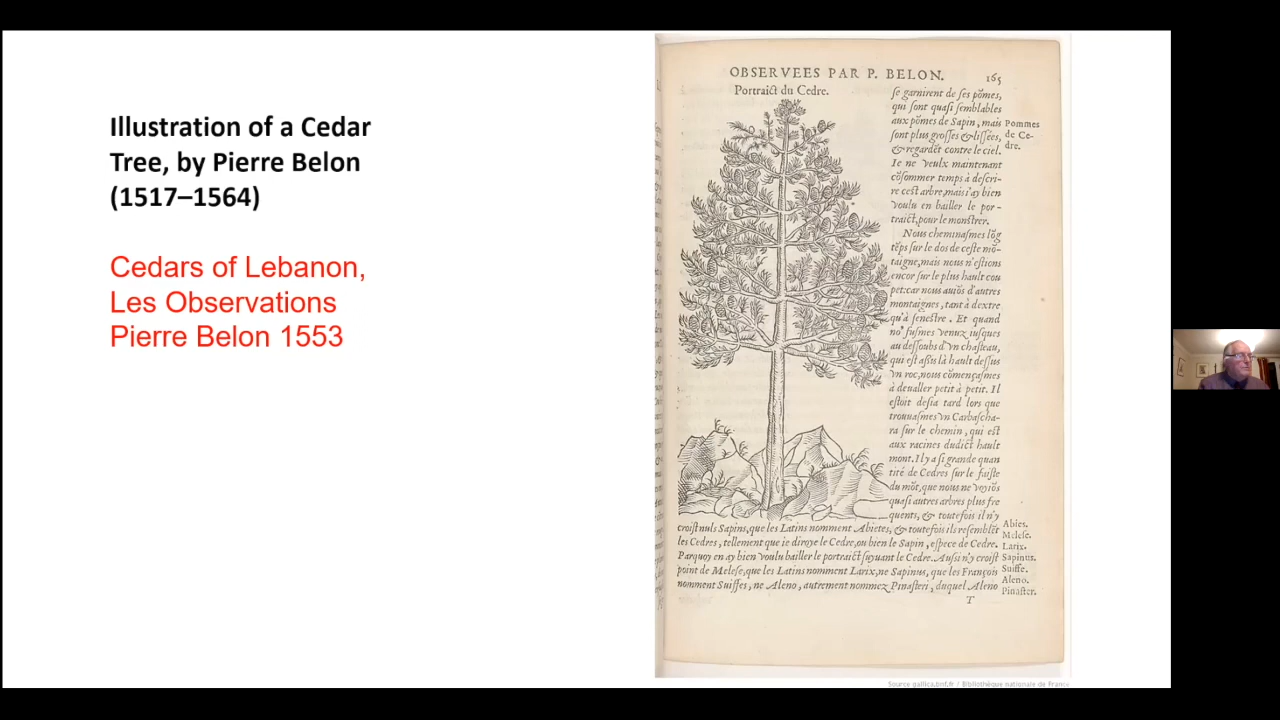 Illustration of a Cedar
Tree, by Pierre Belon
(1517–1564)
Cedars of Lebanon,
Les Observations
Pierre Belon 1553
OBSERVEES PAR P. BELON.
165
Portraict du Cedre.
se garnirent de ses põmes,
qui sont quasi semblables
aux põmes de Sapin, mais
sont plus grosses & lissées,
& regardēt contre le ciel.
Ie ne veulx maintenant
cõsommer temps à descri-
re cest arbre, mais i'ay bien
voulu en bailler le por-
traict, pour le monstrer.
Pommes
de Ce-
dre.
Nous cheminasmes lõg
tēps sur le dos de ceste mõ-
taigne, mais nous n'estions
encor sur le plus hault cou
pet: car nous auiõs d'autres
montaignes, tant à dextre
qu'à senestre. Et quand
no° fusmes venuz iusques
au dessoubs d'vn chasteau,
qui est assis là hault dessus
vn roc, nous cõmençasmes
à deualler petit à petit. Il
estoit desia tard lors que
trouuasmes vn Carbascha-
ra sur le chemin, qui est
aux racines dudict hault
mont. Il y a si grande quan
tité de Cedres sur le faiste
du mõt, que nous ne voyiõs
quasi autres arbres plus fre
quents, & toutefois il n'y
croist nuls Sapins, que les Latins nomment Abietes, & toutefois ils resemblēt
les Cedres, tellement que ie diroye le Cedre, ou bien le Sapin, espece de Cedre.
Parquoy en ay bien voulu bailler le portraict suyuant le Cedre. Aussi n'y croist
point de Melese, que les Latins nomment Larix, ne Sapinus, que les François
nomment Suiffes, ne Aleno, autrement nommez Pinasteri, duquel Aleno
Abies.
Melese.
Larix.
Sapinus.
Suiffe.
Aleno.
Pinaster.
T
Source gallica.bnf.fr / Bibliothèque nationale de France